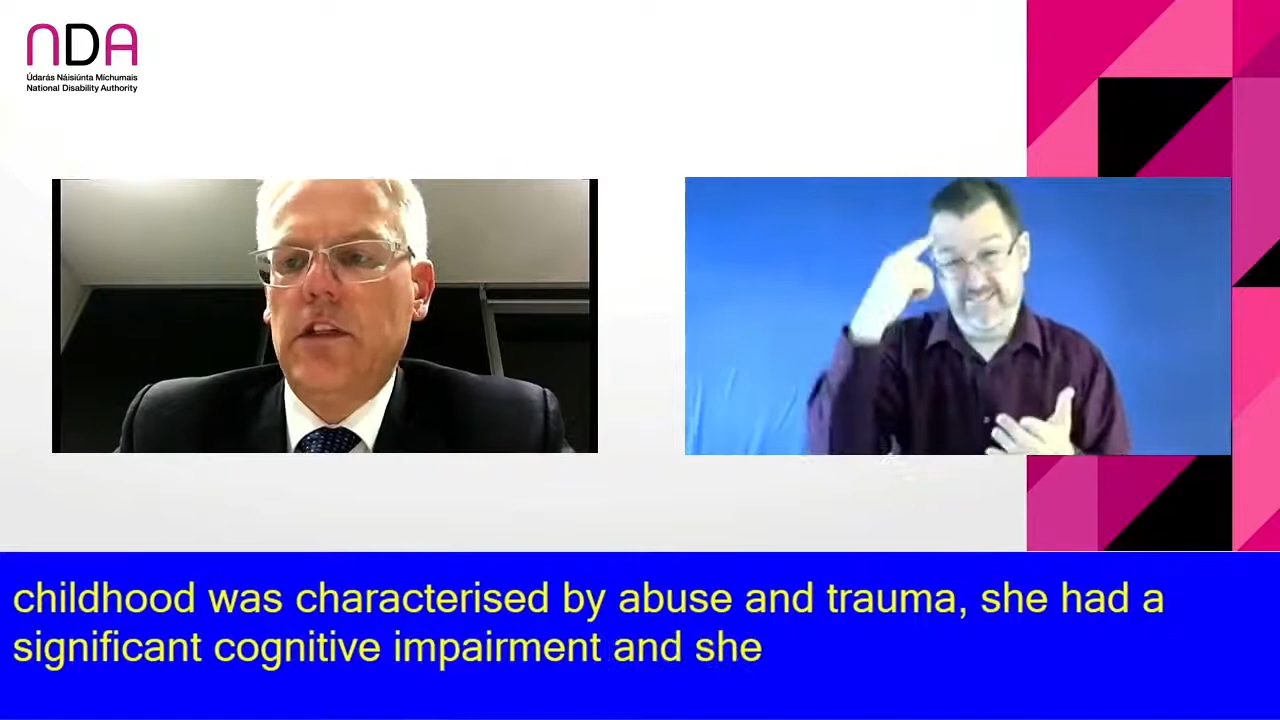 NDA
Údarás Náisiúnta Míchumais
National Disability Authority
childhood was characterised by abuse and trauma, she had a
significant cognitive impairment and she